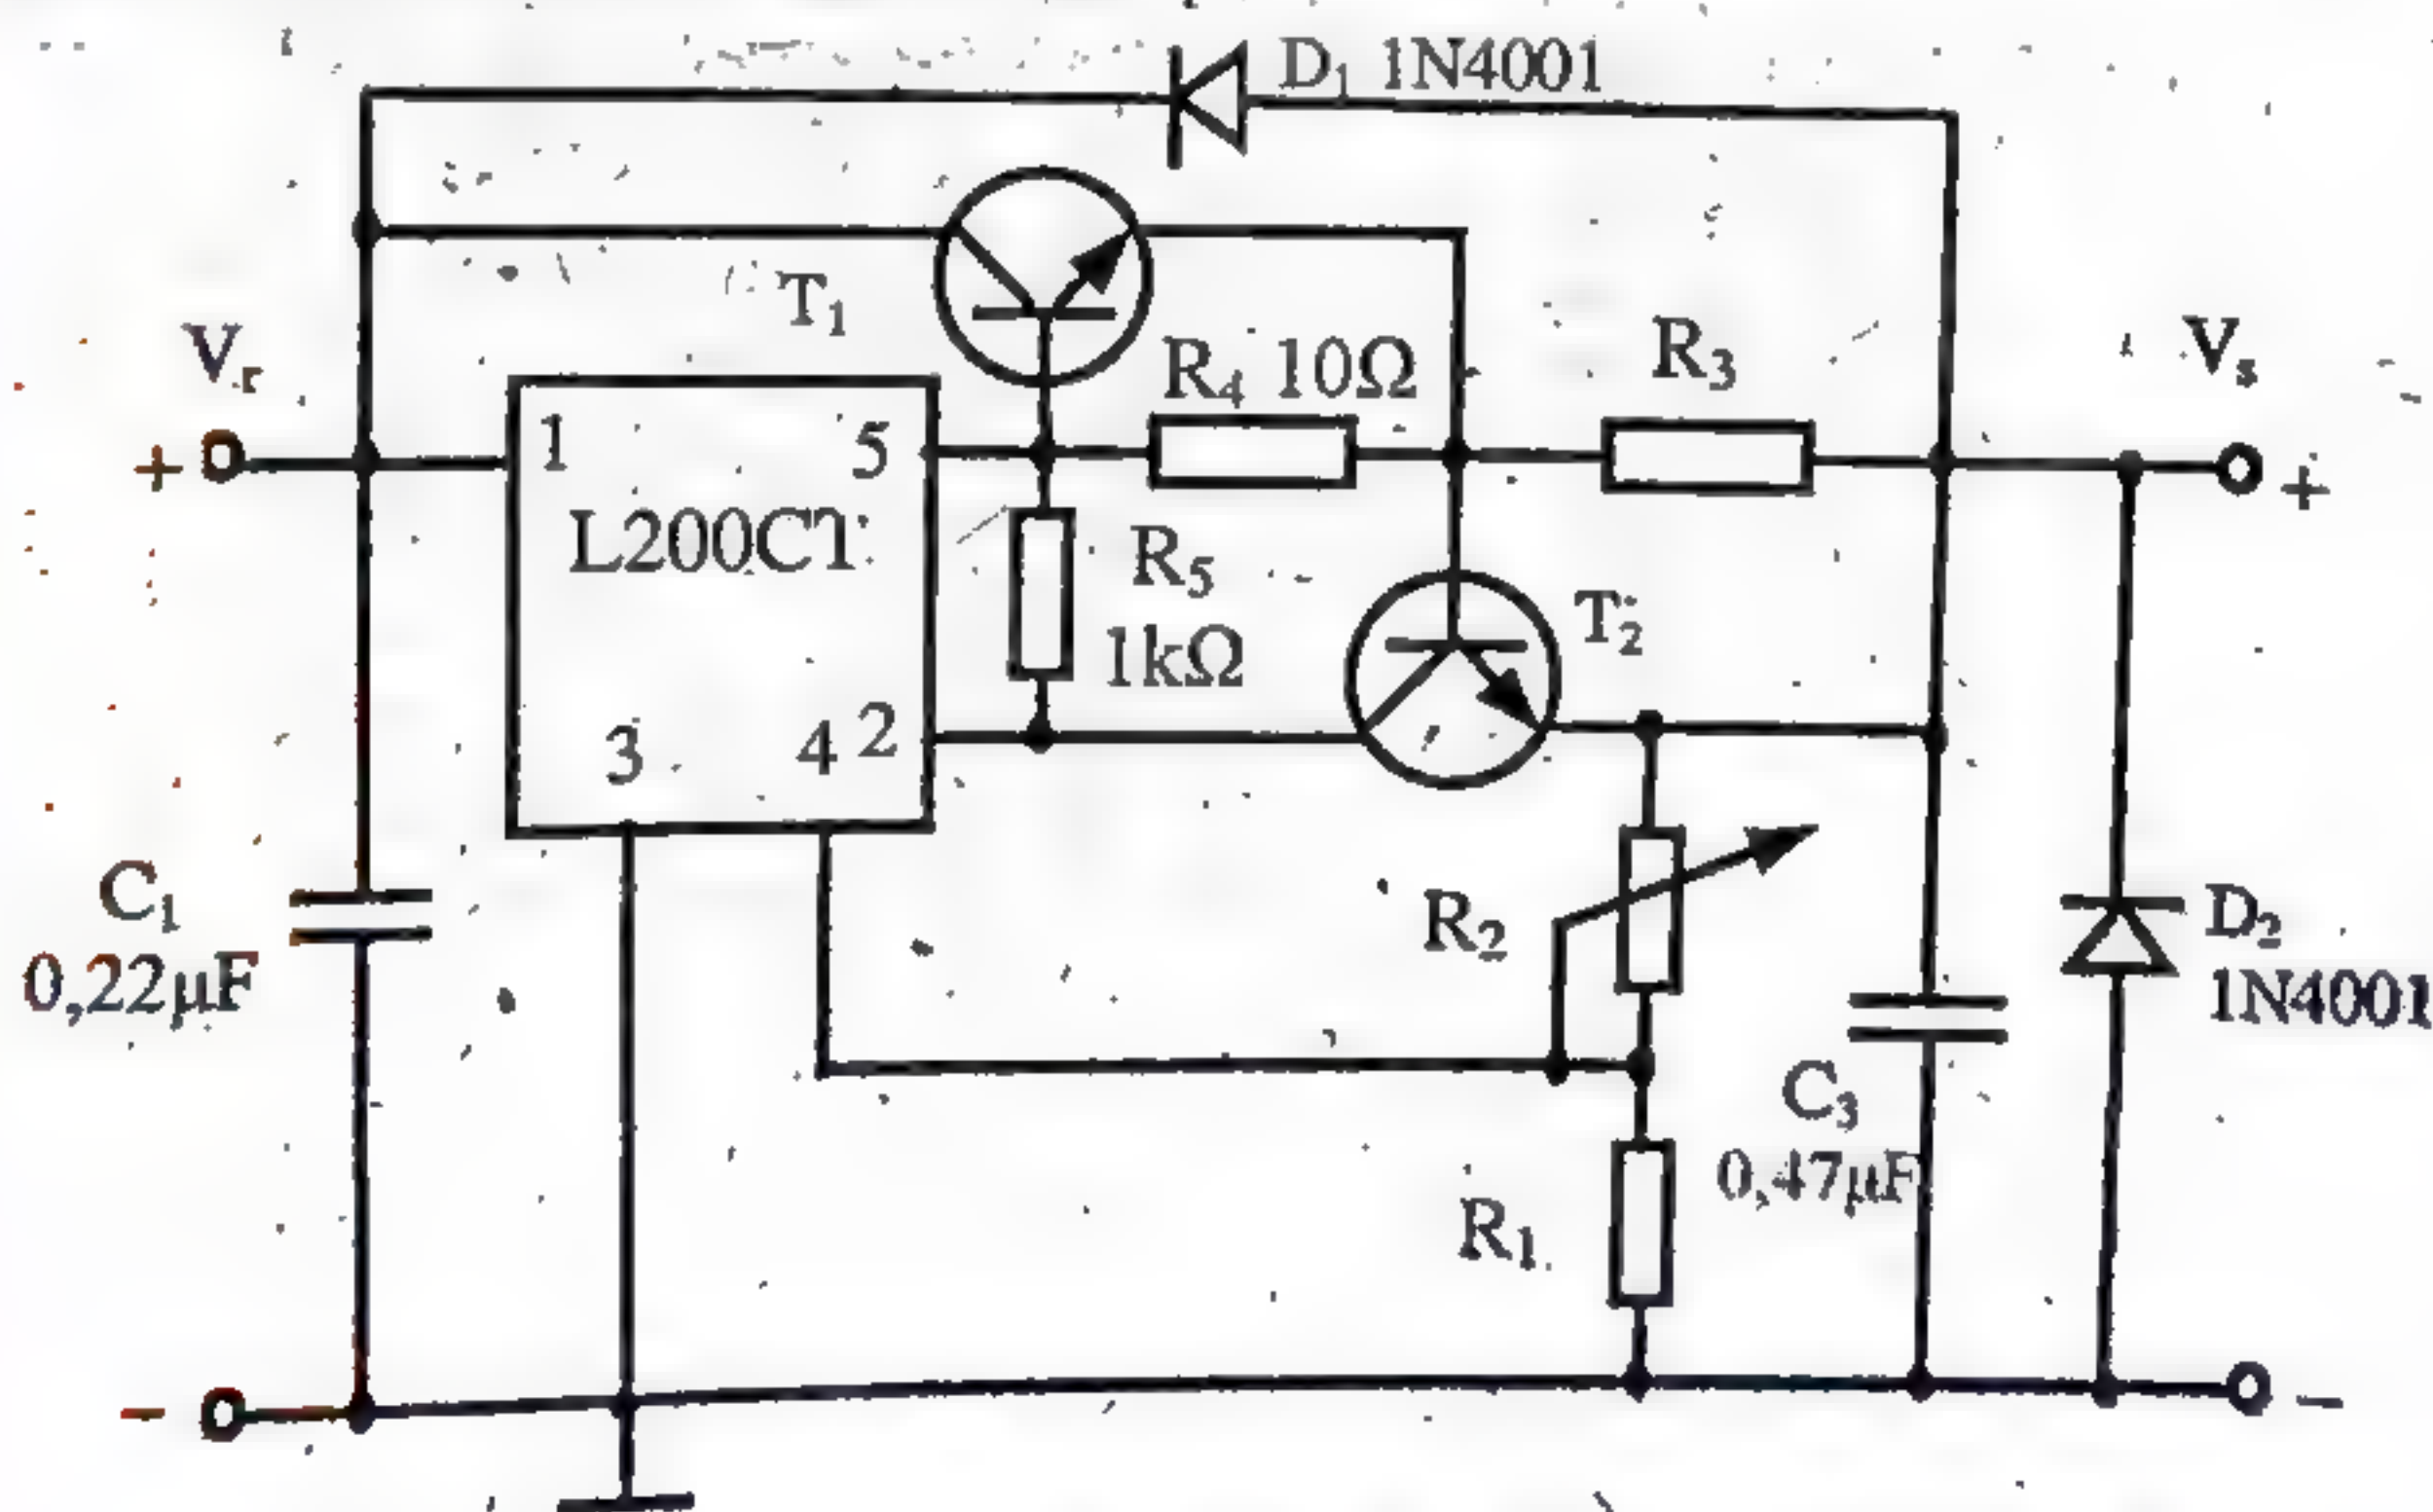 D1 1N4001
T1
Vr
R4 10Ω
R3
Vs
+
+
1
5
L200CT
R5
1kΩ
T2
3
4
2
C1
0,22μF
R2
D2
1N4001
C3
0,47μF
R1
-
-